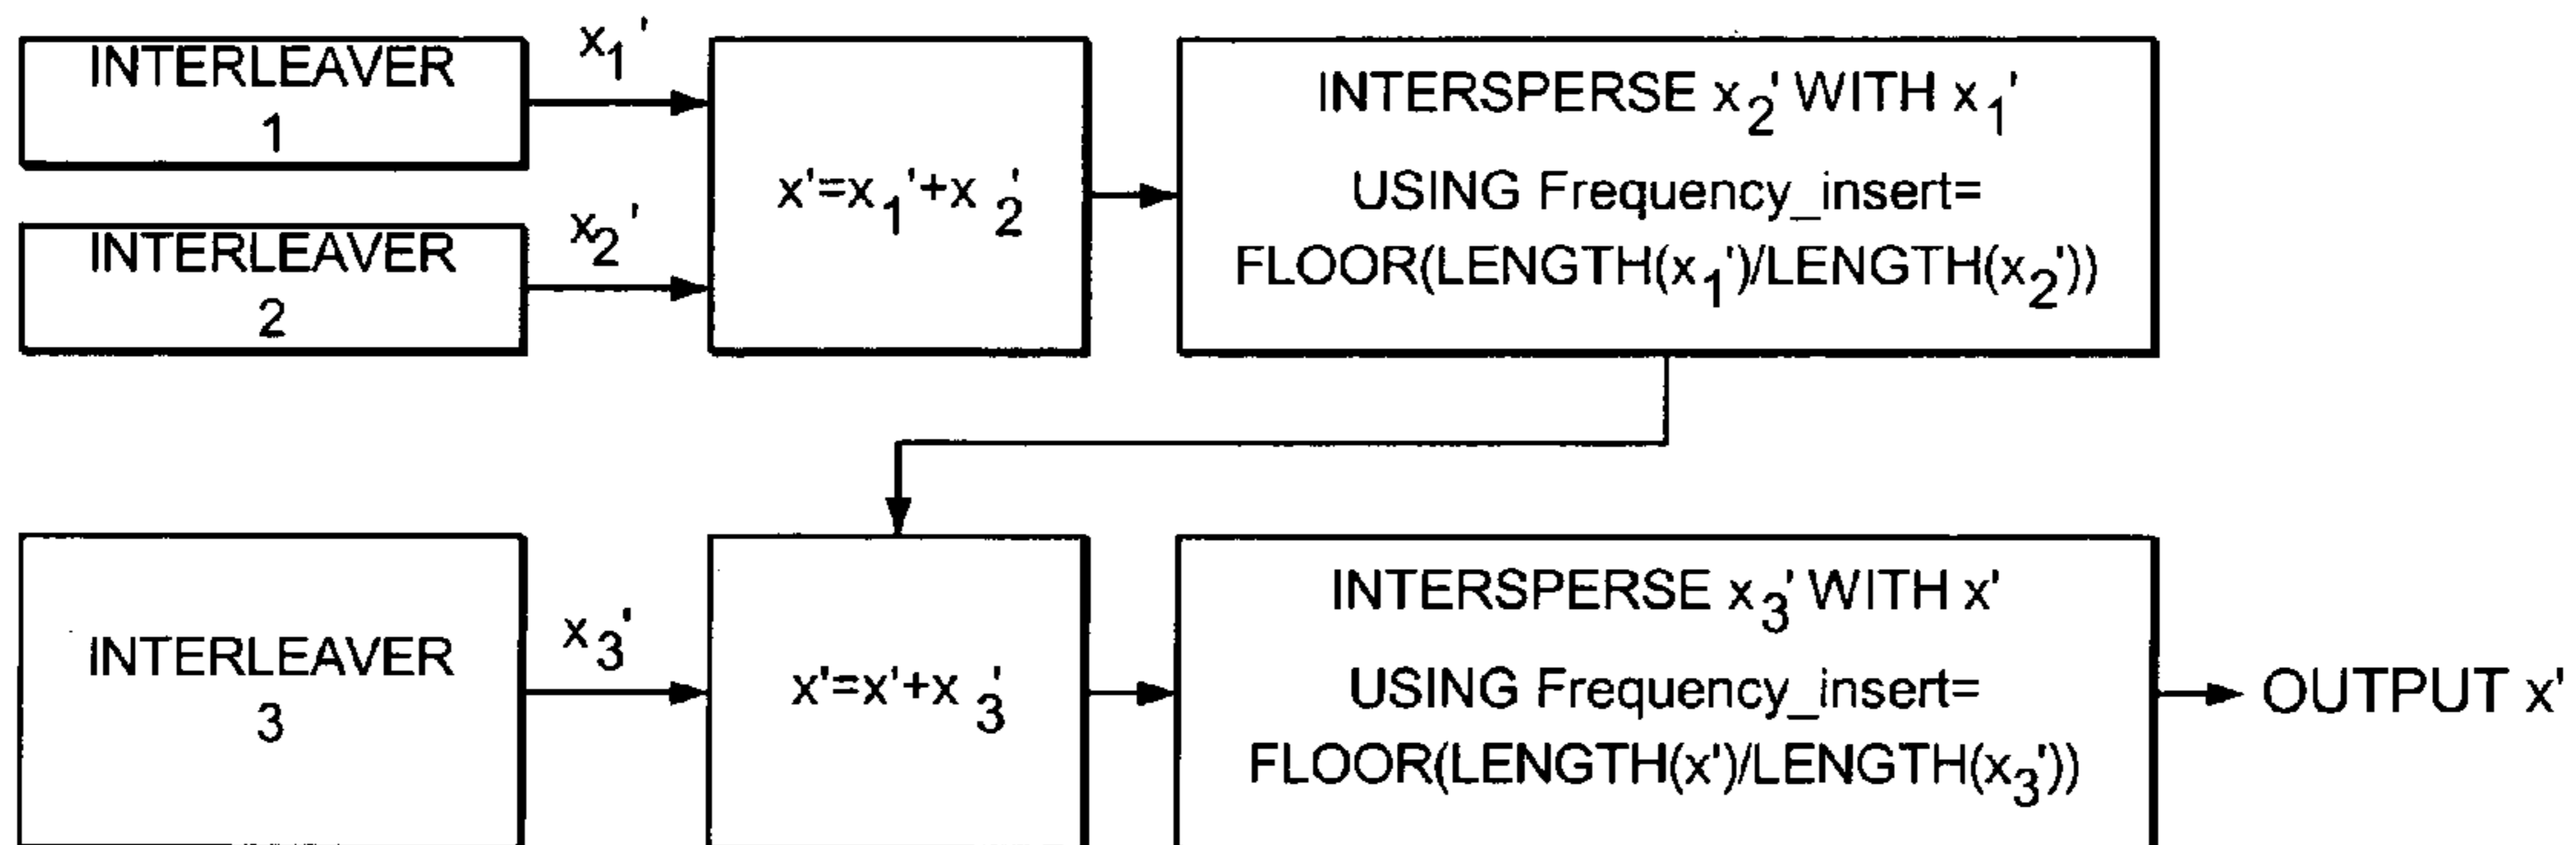 INTERLEAVER
1
x₁'
INTERLEAVER
2
x₂'
x'=x₁'+x₂'
INTERSPERSE x₂' WITH x₁'
USING Frequency_insert=
FLOOR(LENGTH(x₁')/LENGTH(x₂'))
INTERLEAVER
3
x₃'
x'=x'+x₃'
INTERSPERSE x₃' WITH x'
USING Frequency_insert=
FLOOR(LENGTH(x')/LENGTH(x₃'))
OUTPUT x'